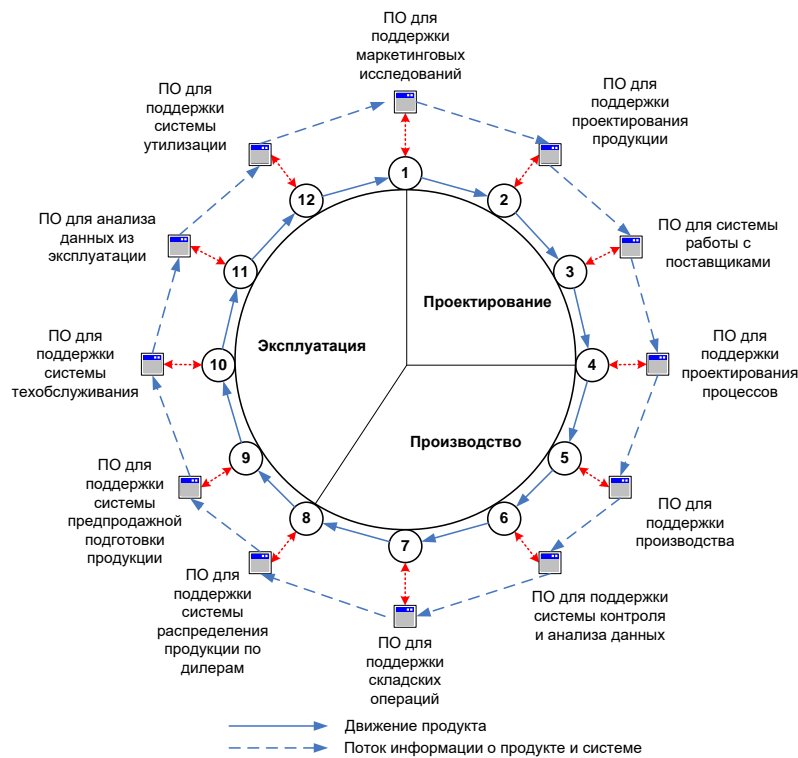 ПО для
поддержки
маркетинговых
исследований
ПО для
поддержки
проектирования
продукции
ПО для системы
работы с
поставщиками
ПО для
поддержки
проектирования
процессов
ПО для
поддержки
производства
ПО для поддержки
системы контроля
и анализа данных
ПО для
поддержки
складских
операций
ПО для
поддержки
системы
распределения
продукции по
дилерам
ПО для
поддержки
системы
предпродажной
подготовки
продукции
ПО для
поддержки
системы
техобслуживания
ПО для анализа
данных из
эксплуатации
ПО для
поддержки
системы
утилизации
1
2
3
4
5
6
7
8
9
10
11
12
Проектирование
Производство
Эксплуатация
Движение продукта
Поток информации о продукте и системе